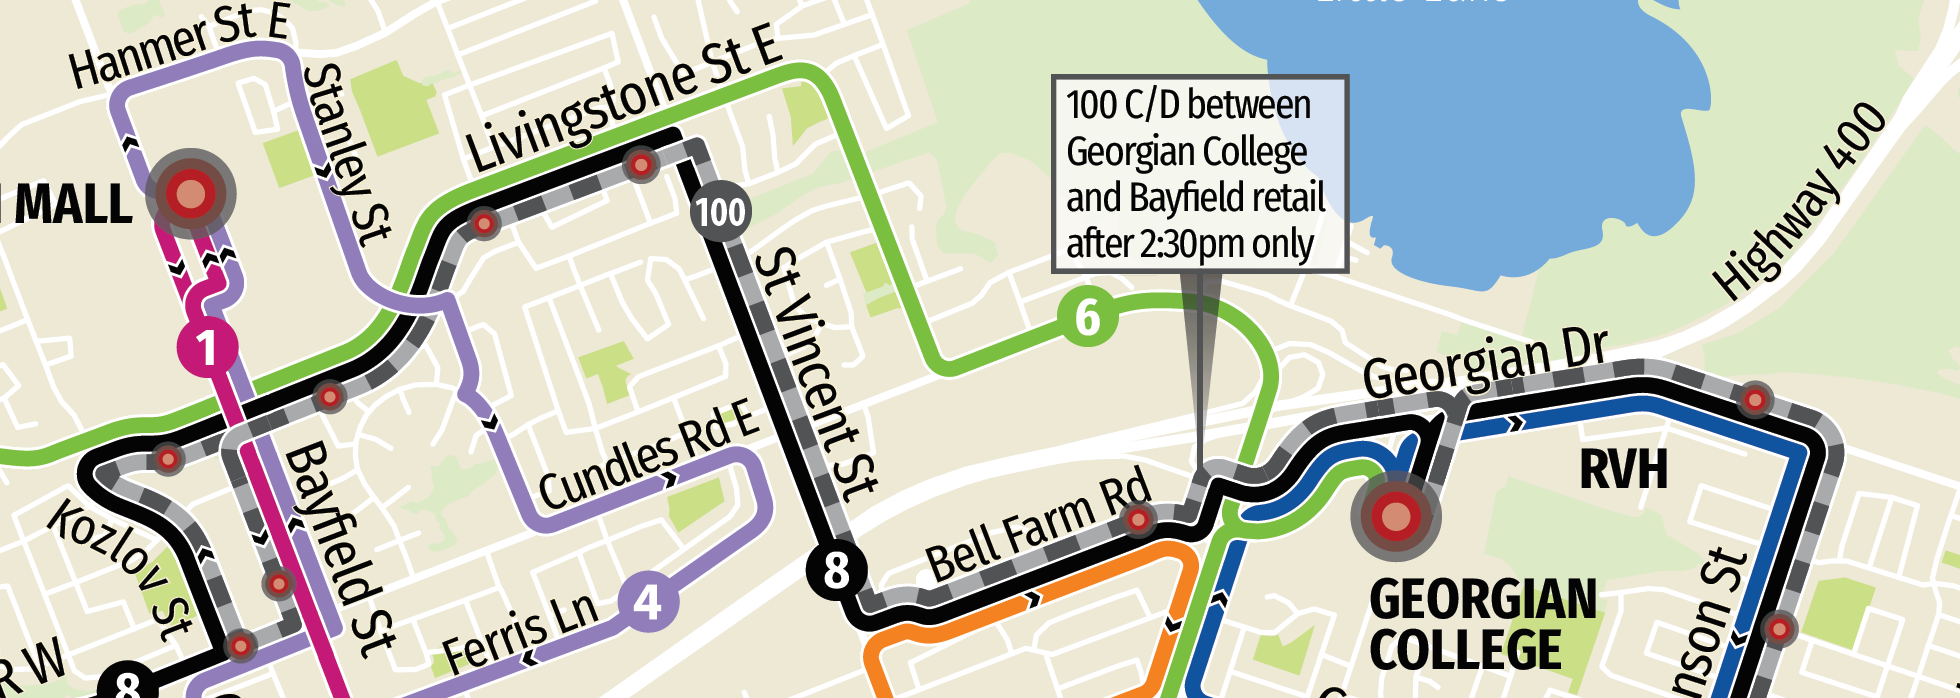 Hanmer St E
Stanley St
Livingstone St E
MALL
100
100 C/D between
Georgian College
and Bayfield retail
after 2:30pm only
Highway 400
1
St Vincent St
6
Georgian Dr
Cundles Rd E
RVH
Kozlov St
Bayfield St
Bell Farm Rd
8
4
Ferris Ln
GEORGIAN
COLLEGE
nson St
R W
8